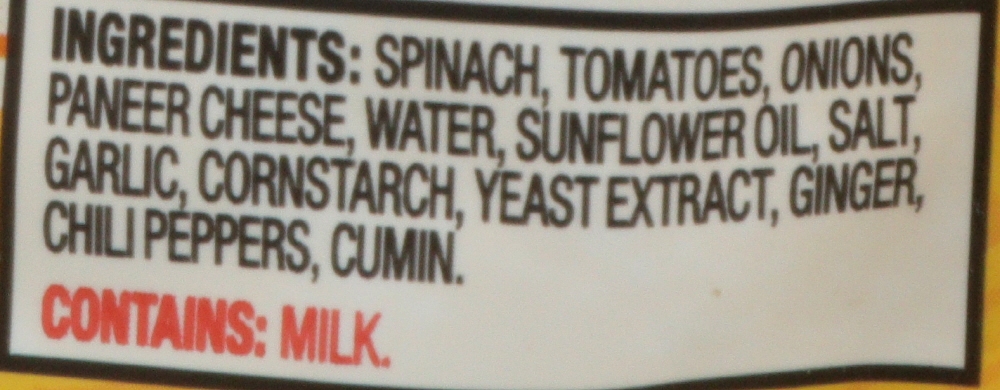 INGREDIENTS: SPINACH, TOMATOES, ONIONS,
PANEER CHEESE, WATER, SUNFLOWER OIL, SALT,
GARLIC, CORNSTARCH, YEAST EXTRACT, GINGER,
CHILI PEPPERS, CUMIN.
CONTAINS: MILK.